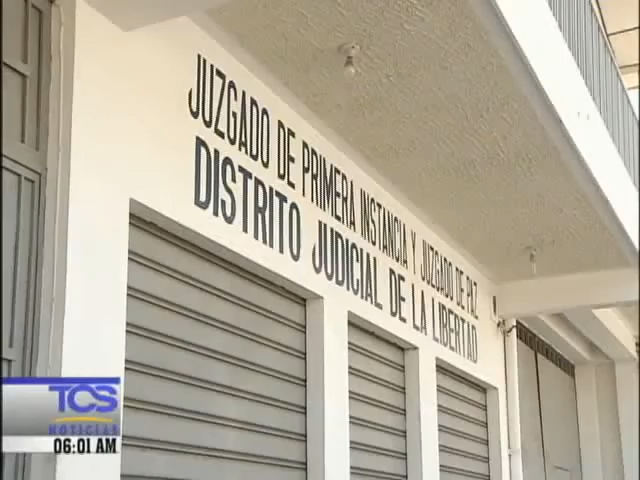 JUZGADO DE PRIMERA INSTANCIA Y JUZGADO DE PAZ
DISTRITO JUDICIAL DE LA LIBERTAD
TCS
NOTICIAS
06:01 AM